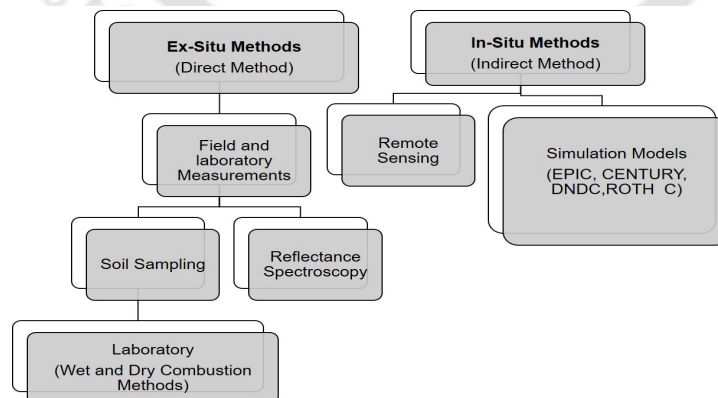 Ex-Situ Methods
(Direct Method)
In-Situ Methods
(Indirect Method)
Field and
laboratory
Measurements
Remote
Sensing
Simulation Models
(EPIC, CENTURY,
DNDC,ROTH C)
Soil Sampling
Reflectance
Spectroscopy
Laboratory
(Wet and Dry Combustion
Methods)